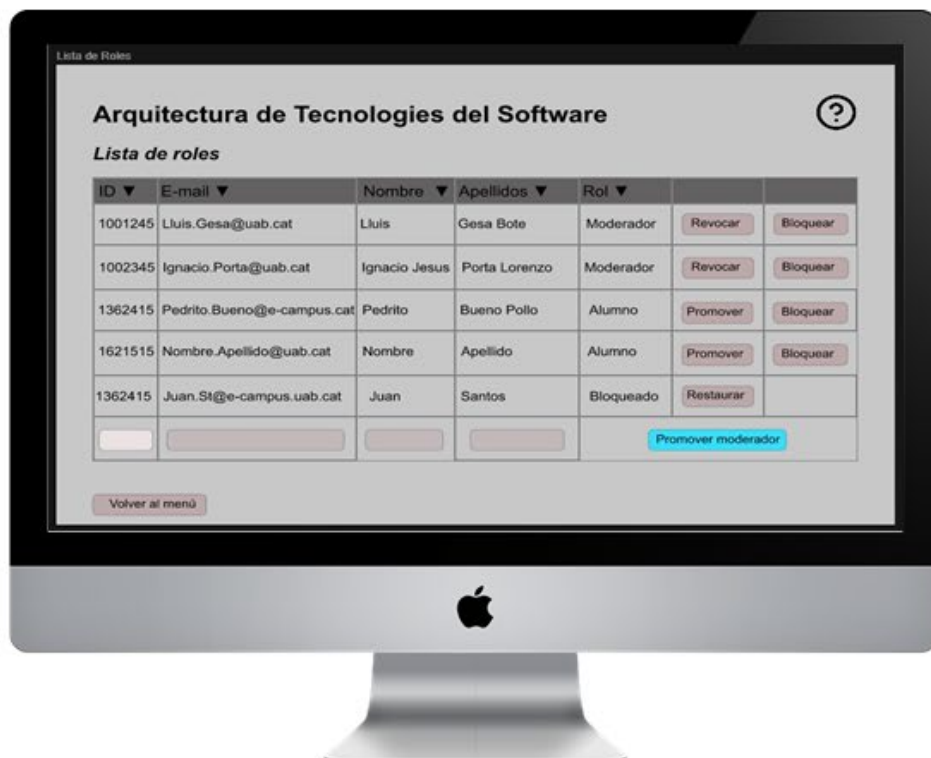 Lista de Roles
Arquitectura de Tecnologies del Software
?
Lista de roles
ID ▼ E-mail ▼ Nombre ▼ Apellidos ▼ Rol ▼
1001245 Lluis.Gesa@uab.cat Lluis Gesa Bote Moderador Revocar Bloquear
1002345 Ignacio.Porta@uab.cat Ignacio Jesus Porta Lorenzo Moderador Revocar Bloquear
1362415 Pedrito.Bueno@e-campus.cat Pedrito Bueno Pollo Alumno Promover Bloquear
1621515 Nombre.Apellido@uab.cat Nombre Apellido Alumno Promover Bloquear
1362415 Juan.St@e-campus.uab.cat Juan Santos Bloqueado Restaurar
Promover moderador
Volver al menú